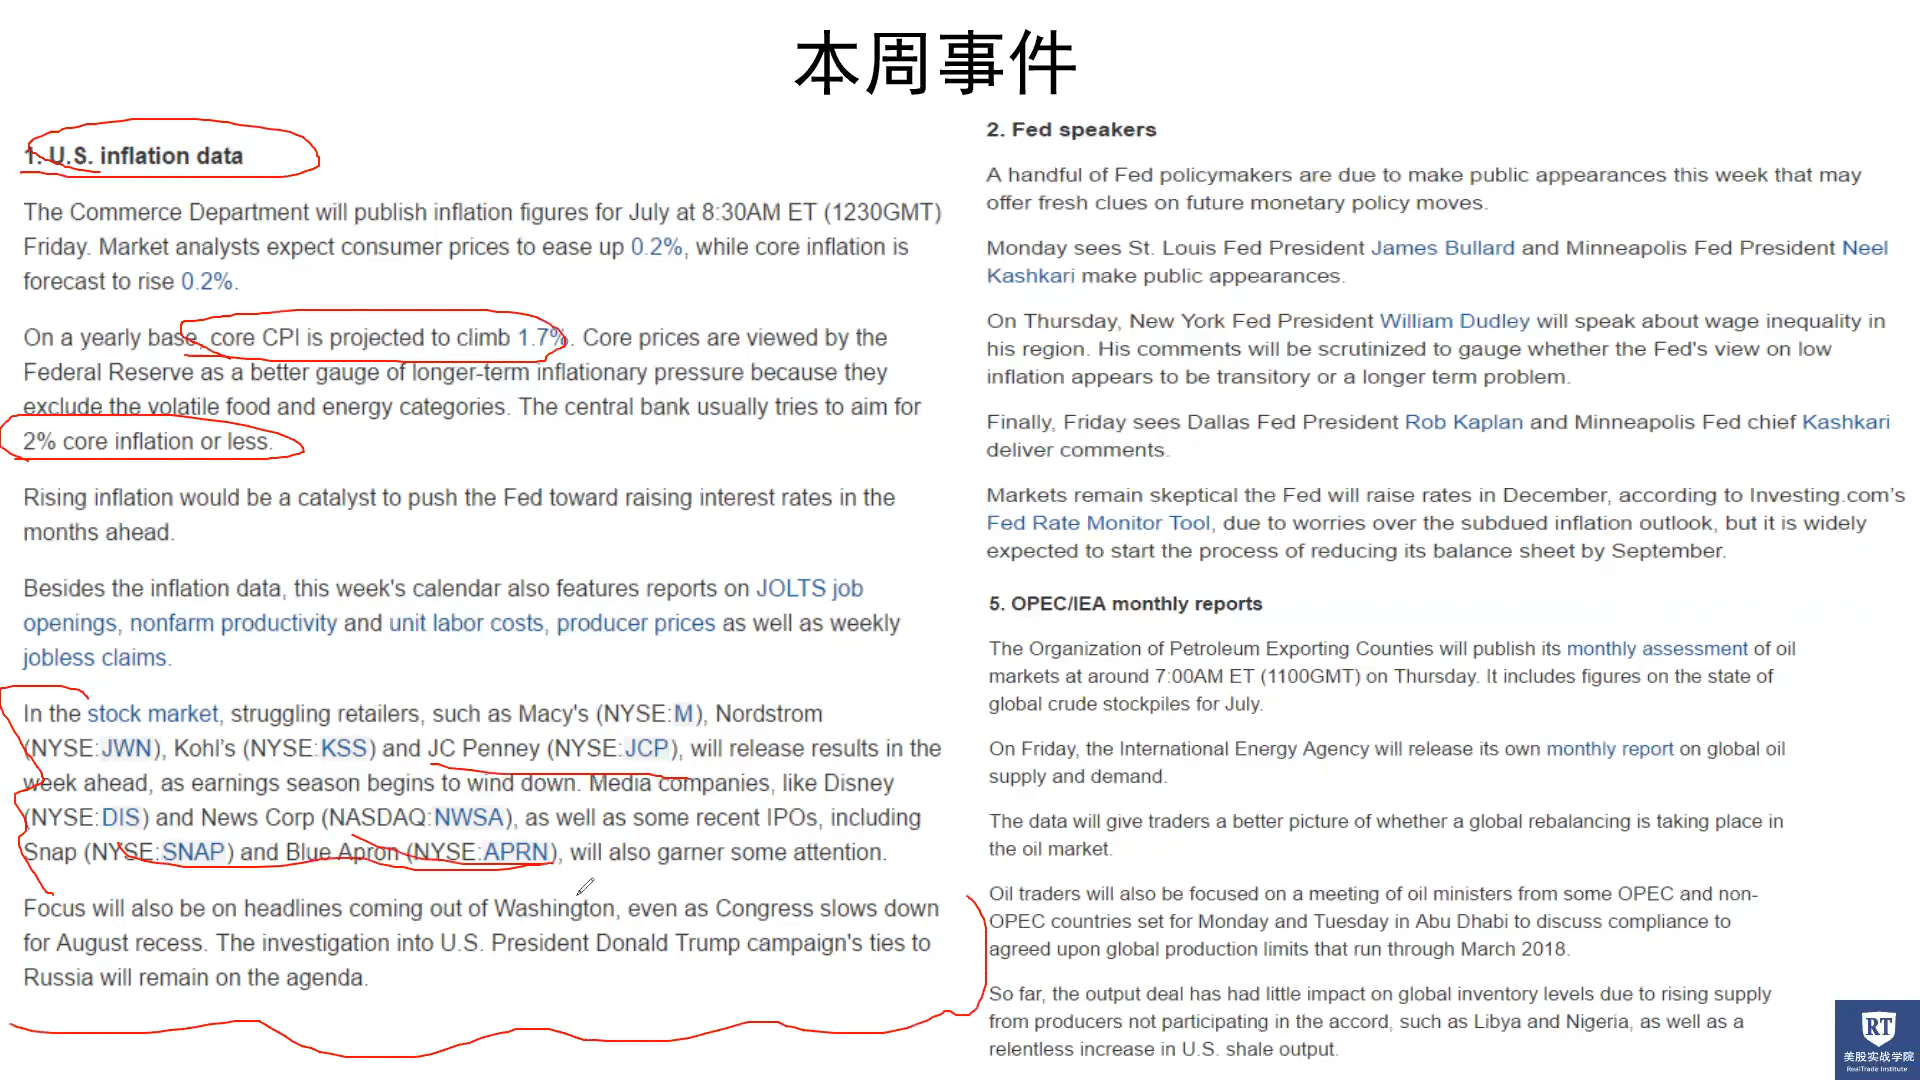 本周事件
1. U.S. inflation data
The Commerce Department will publish inflation figures for July at 8:30AM ET (1230GMT)
Friday. Market analysts expect consumer prices to ease up 0.2%, while core inflation is
forecast to rise 0.2%.
On a yearly base, core CPI is projected to climb 1.7%. Core prices are viewed by the
Federal Reserve as a better gauge of longer-term inflationary pressure because they
exclude the volatile food and energy categories. The central bank usually tries to aim for
2% core inflation or less.
Rising inflation would be a catalyst to push the Fed toward raising interest rates in the
months ahead.
Besides the inflation data, this week's calendar also features reports on JOLTS job
openings, nonfarm productivity and unit labor costs, producer prices as well as weekly
jobless claims.
In the stock market, struggling retailers, such as Macy's (NYSE:M), Nordstrom
(NYSE:JWN), Kohl’s (NYSE:KSS) and JC Penney (NYSE:JCP), will release results in the
week ahead, as earnings season begins to wind down. Media companies, like Disney
(NYSE:DIS) and News Corp (NASDAQ:NWSA), as well as some recent IPOs, including
Snap (NYSE:SNAP) and Blue Apron (NYSE:APRN), will also garner some attention.
Focus will also be on headlines coming out of Washington, even as Congress slows down
for August recess. The investigation into U.S. President Donald Trump campaign's ties to
Russia will remain on the agenda.
2. Fed speakers
A handful of Fed policymakers are due to make public appearances this week that may
offer fresh clues on future monetary policy moves.
Monday sees St. Louis Fed President James Bullard and Minneapolis Fed President Neel
Kashkari make public appearances.
On Thursday, New York Fed President William Dudley will speak about wage inequality in
his region. His comments will be scrutinized to gauge whether the Fed's view on low
inflation appears to be transitory or a longer term problem.
Finally, Friday sees Dallas Fed President Rob Kaplan and Minneapolis Fed chief Kashkari
deliver comments.
Markets remain skeptical the Fed will raise rates in December, according to Investing.com’s
Fed Rate Monitor Tool, due to worries over the subdued inflation outlook, but it is widely
expected to start the process of reducing its balance sheet by September.
5. OPEC/IEA monthly reports
The Organization of Petroleum Exporting Counties will publish its monthly assessment of oil
markets at around 7:00AM ET (1100GMT) on Thursday. It includes figures on the state of
global crude stockpiles for July.
On Friday, the International Energy Agency will release its own monthly report on global oil
supply and demand.
The data will give traders a better picture of whether a global rebalancing is taking place in
the oil market.
Oil traders will also be focused on a meeting of oil ministers from some OPEC and non-
OPEC countries set for Monday and Tuesday in Abu Dhabi to discuss compliance to
agreed upon global production limits that run through March 2018.
So far, the output deal has had little impact on global inventory levels due to rising supply
from producers not participating in the accord, such as Libya and Nigeria, as well as a
relentless increase in U.S. shale output.
RT
美股实战学院
RealTrade Institute